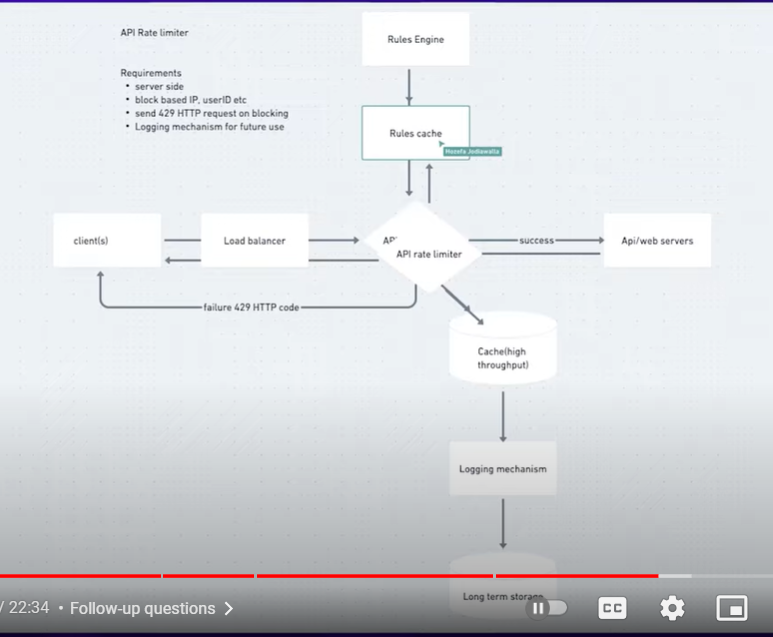 API Rate limiter
Rules Engine
Requirements
• server side
• block based IP, userID etc
• send 429 HTTP request on blocking
• Logging mechanism for future use
Rules cache
Honefa Jodiawalla
client(s)
Load balancer
AP
API rate limiter
success
Api/web servers
failure 429 HTTP code
Cache(high
throughput)
Logging mechanism
Long term storage
/ 22:34 • Follow-up questions
CC